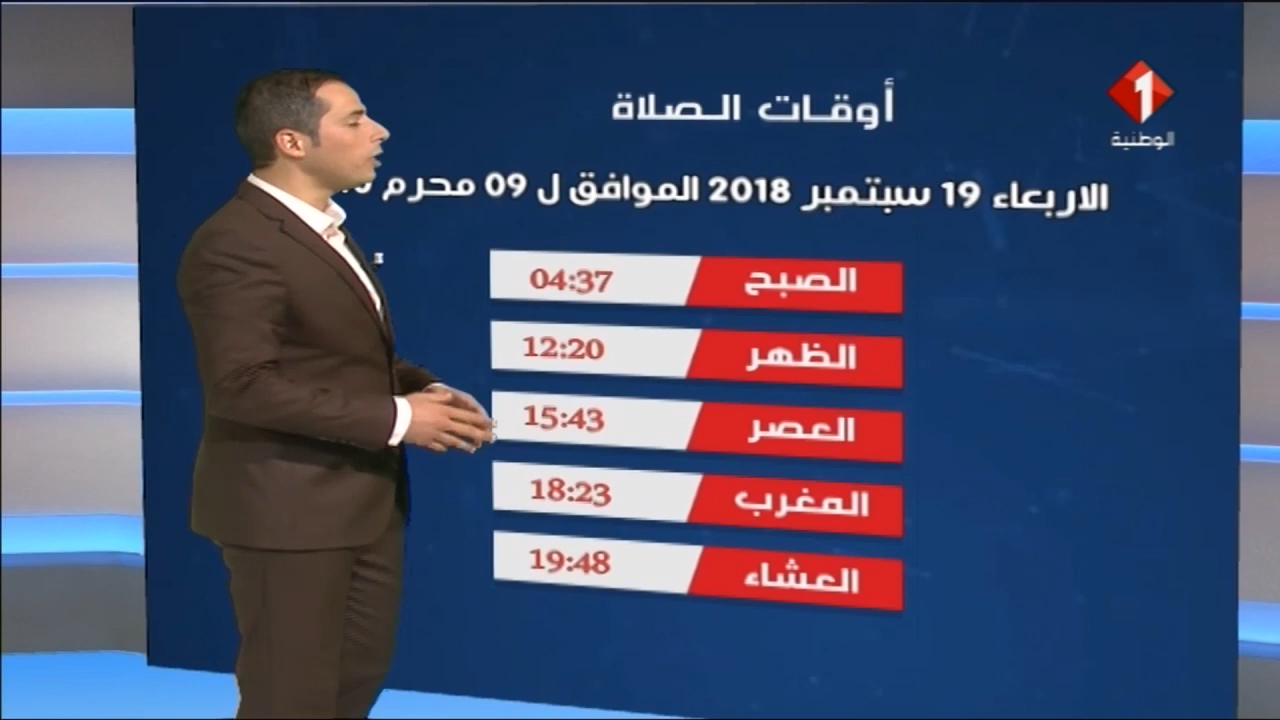 1
الوطنية
أوقات الصلاة
الاربعاء 19 سبتمبر 2018 الموافق ل 09 محرم
الصبح 04:37
الظهر 12:20
العصر 15:43
المغرب 18:23
العشاء 19:48